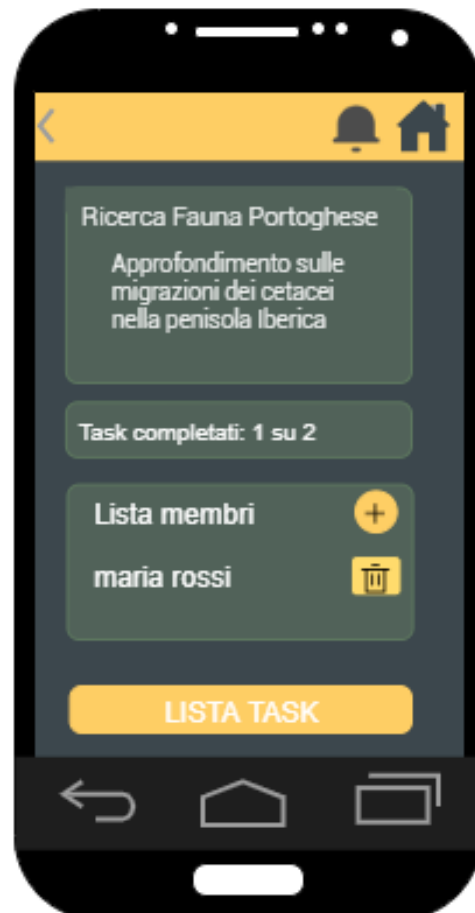 Ricerca Fauna Portoghese
Approfondimento sulle
migrazioni dei cetacei
nella penisola Iberica
Task completati: 1 su 2
Lista membri
maria rossi
LISTA TASK